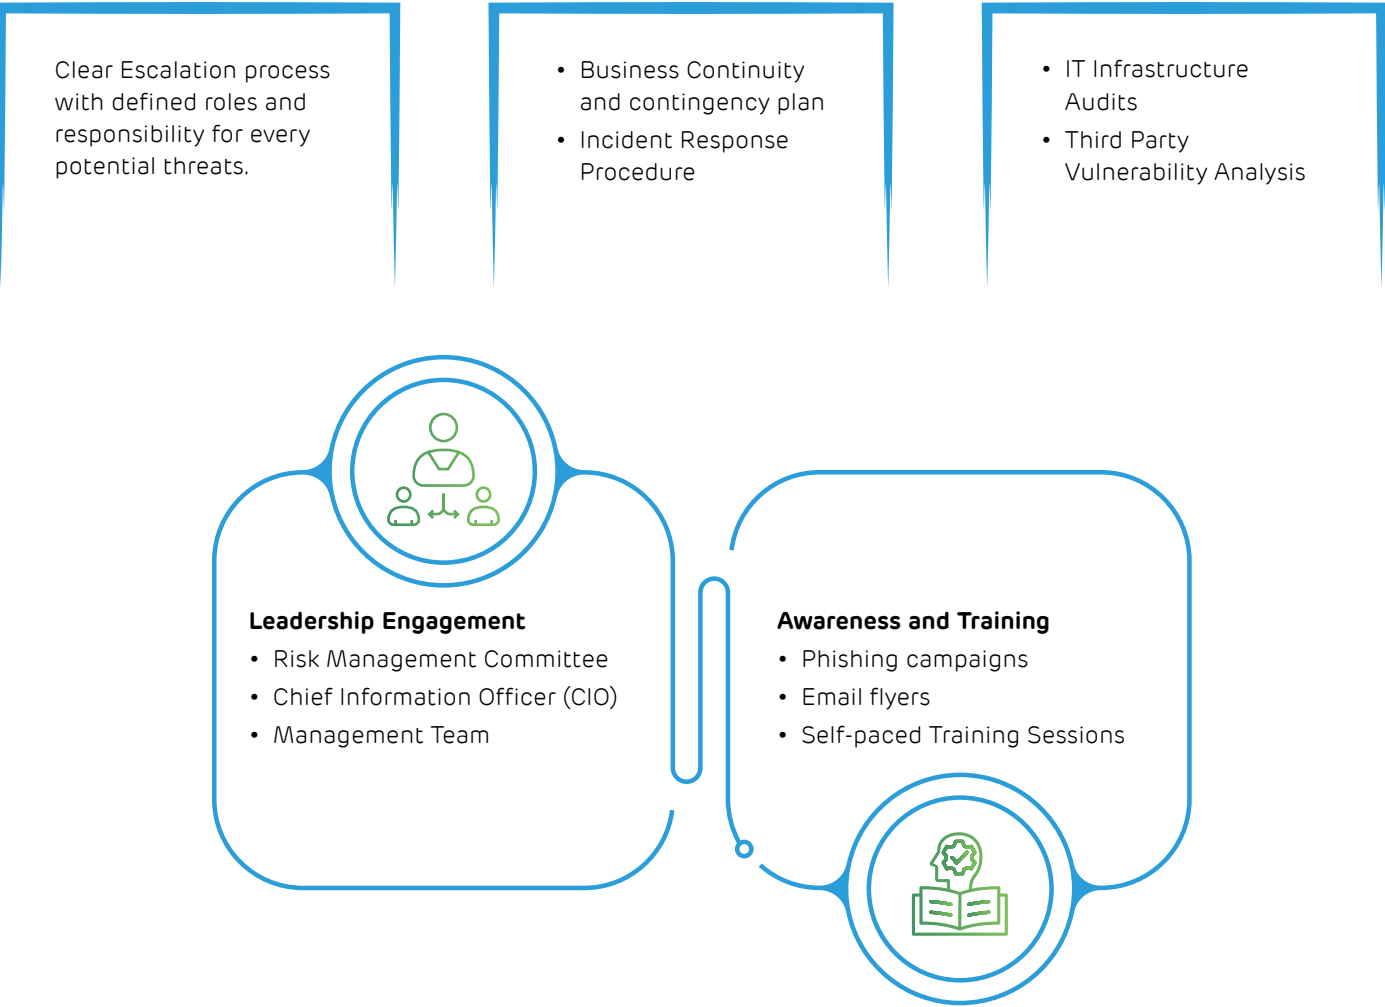 Clear Escalation process
with defined roles and
responsibility for every
potential threats.
• Business Continuity
and contingency plan
• Incident Response
Procedure
• IT Infrastructure
Audits
• Third Party
Vulnerability Analysis
Leadership Engagement
• Risk Management Committee
• Chief Information Officer (CIO)
• Management Team
Awareness and Training
• Phishing campaigns
• Email flyers
• Self-paced Training Sessions